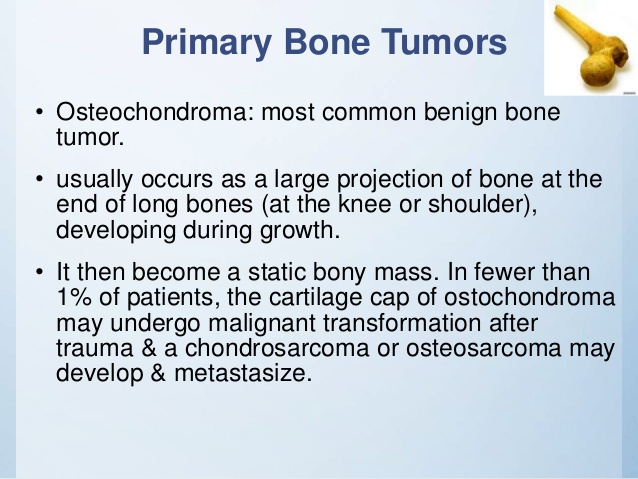 Primary Bone Tumors
• Osteochondroma: most common benign bone
tumor.
• usually occurs as a large projection of bone at the
end of long bones (at the knee or shoulder),
developing during growth.
• It then become a static bony mass. In fewer than
1% of patients, the cartilage cap of ostochondroma
may undergo malignant transformation after
trauma & a chondrosarcoma or osteosarcoma may
develop & metastasize.